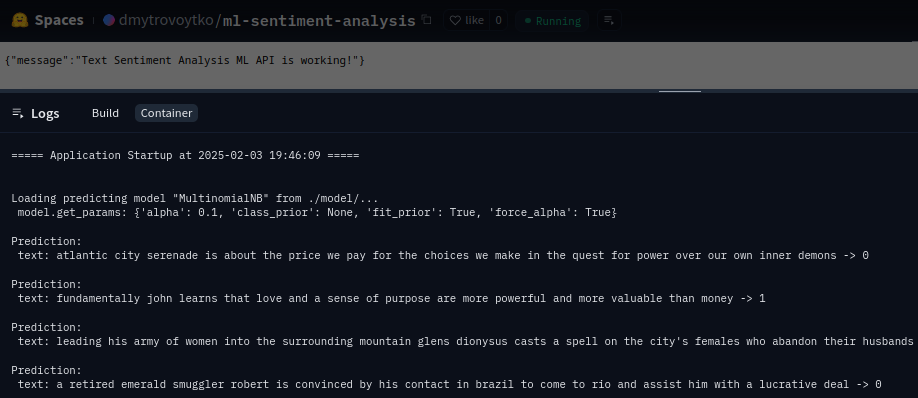 Spaces dmytrovoytko/ml-sentiment-analysis like 0 Running
{"message":"Text Sentiment Analysis ML API is working!"}
Logs Build Container
===== Application Startup at 2025-02-03 19:46:09 =====
Loading predicting model "MultinomialNB" from ./model/...
model.get_params: {'alpha': 0.1, 'class_prior': None, 'fit_prior': True, 'force_alpha': True}
Prediction:
text: atlantic city serenade is about the price we pay for the choices we make in the quest for power over our own inner demons -> 0
Prediction:
text: fundamentally john learns that love and a sense of purpose are more powerful and more valuable than money -> 1
Prediction:
text: leading his army of women into the surrounding mountain glens dionysus casts a spell on the city's females who abandon their husbands
Prediction:
text: a retired emerald smuggler robert is convinced by his contact in brazil to come to rio and assist him with a lucrative deal -> 0